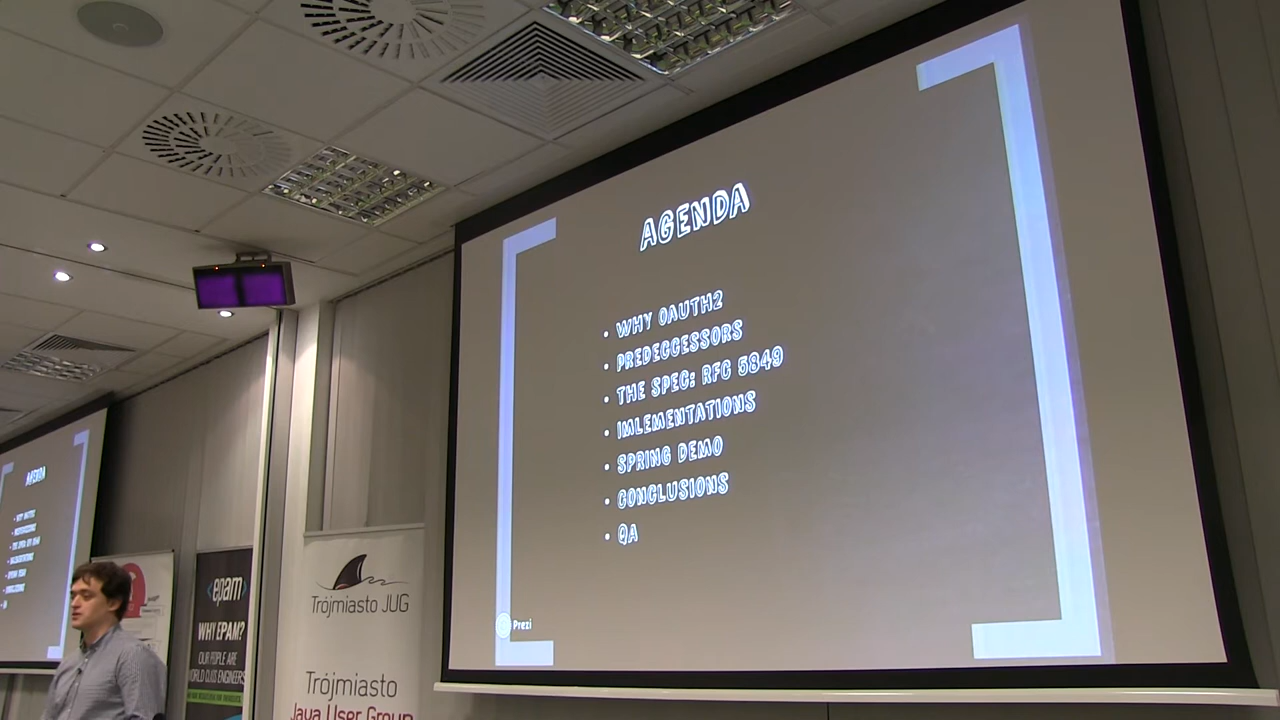 AGENDA
• WHY OAUTH2
• PREDECCESSORS
• THE SPEC: RFC 5849
• IMLEMENTATIONS
• SPRING DEMO
• CONCLUSIONS
• QA
Prezi
AGENDA
<epam>
WHY EPAM?
OUR PEOPLE ARE
WORLD CLASS ENGINEERS
Trójmiasto JUG
Trójmiasto
Java User Group